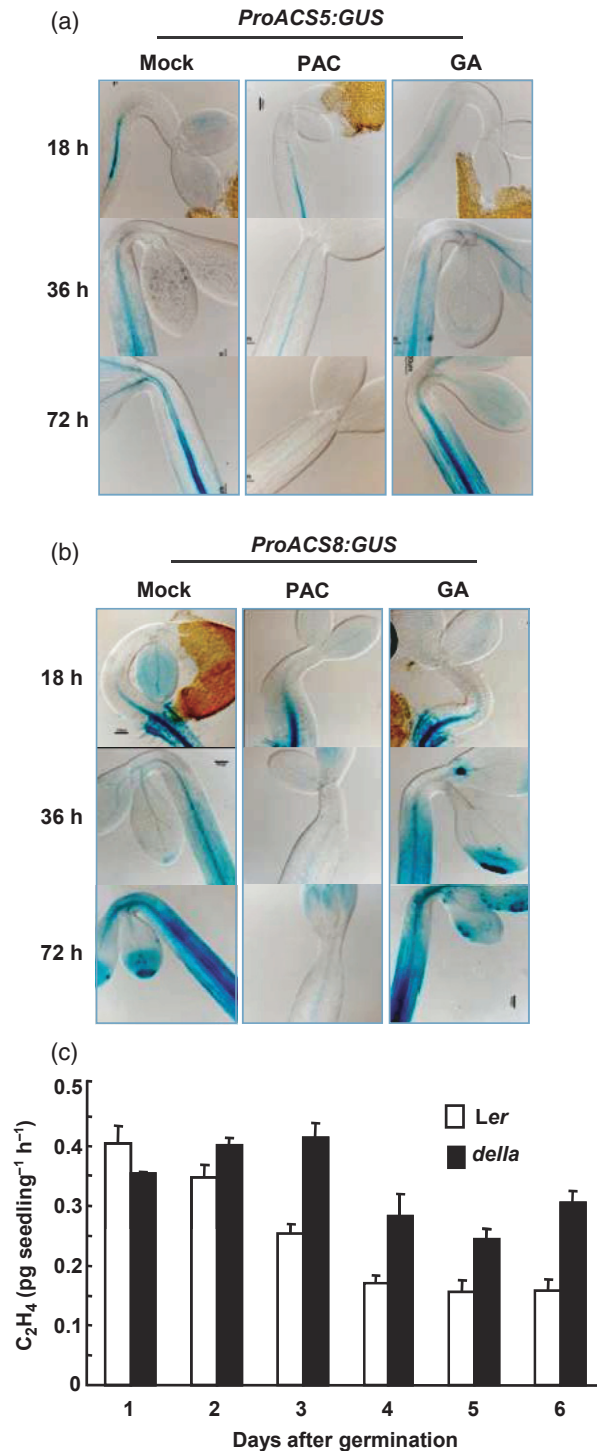 (a)
ProACS5:GUS
Mock PAC GA
18 h
36 h
72 h
(b)
ProACS8:GUS
Mock PAC GA
18 h
36 h
72 h
(c)
0.5
0.4
0.3
0.2
0.1
0
C₂H₄ (pg seedling⁻¹ h⁻¹)
Ler
della
1 2 3 4 5 6
Days after germination